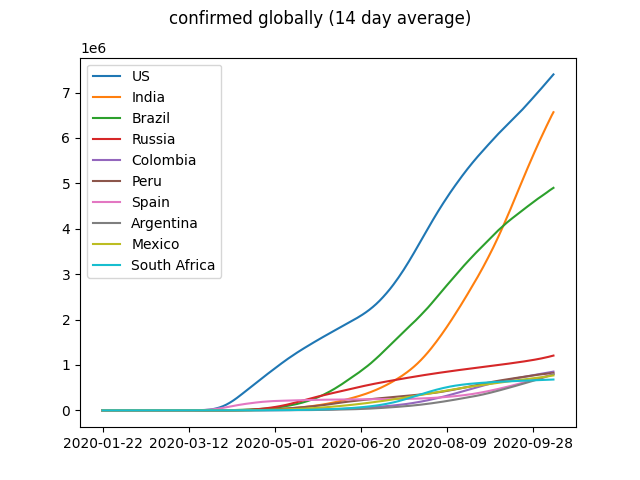 confirmed globally (14 day average)
1e6
US
India
Brazil
Russia
Colombia
Peru
Spain
Argentina
Mexico
South Africa
7
6
5
4
3
2
1
0
2020-01-22 2020-03-12 2020-05-01 2020-06-20 2020-08-09 2020-09-28